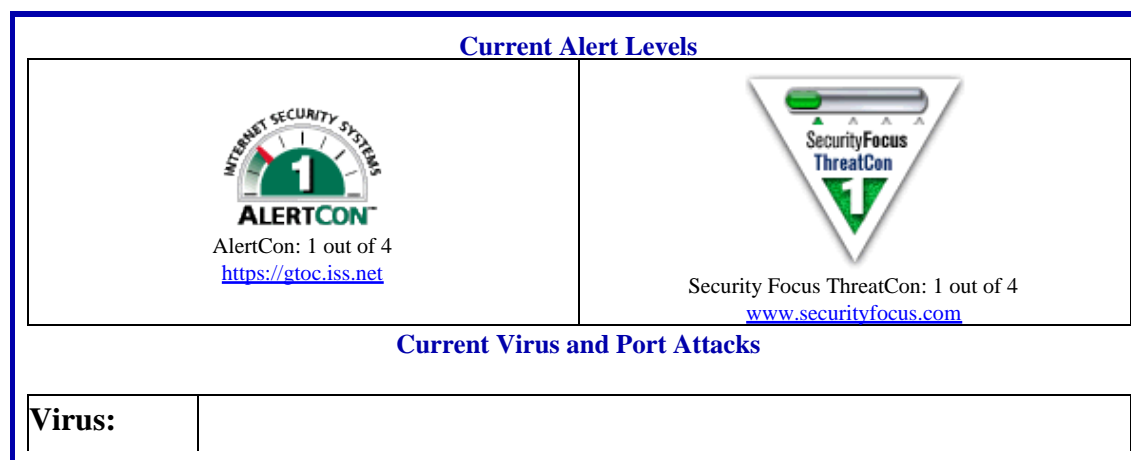 Current Alert Levels
INTERNET SECURITY SYSTEMS
1
ALERTCON™
AlertCon: 1 out of 4
https://gtoc.iss.net
SecurityFocus
ThreatCon
1
Security Focus ThreatCon: 1 out of 4
www.securityfocus.com
Current Virus and Port Attacks
Virus: